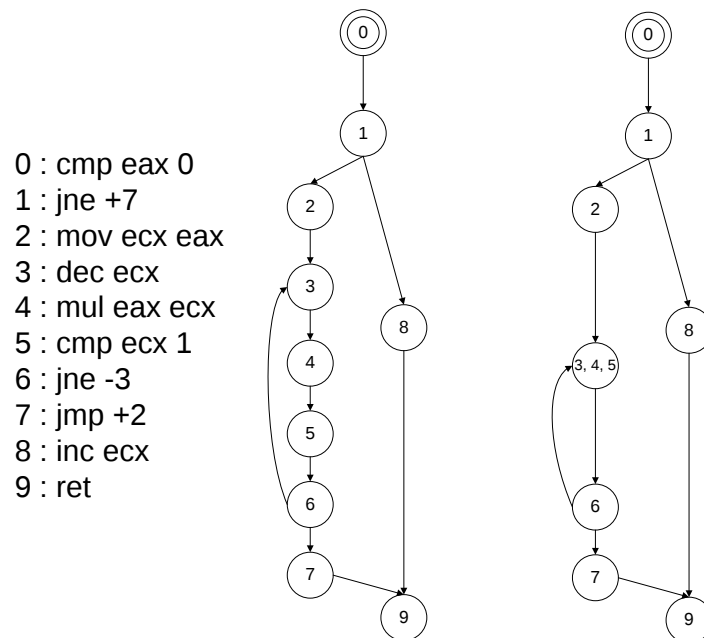 0 : cmp eax 0
1 : jne +7
2 : mov ecx eax
3 : dec ecx
4 : mul eax ecx
5 : cmp ecx 1
6 : jne -3
7 : jmp +2
8 : inc ecx
9 : ret
0
1
2
3
8
4
5
6
7
9
0
1
2
8
3, 4, 5
6
7
9